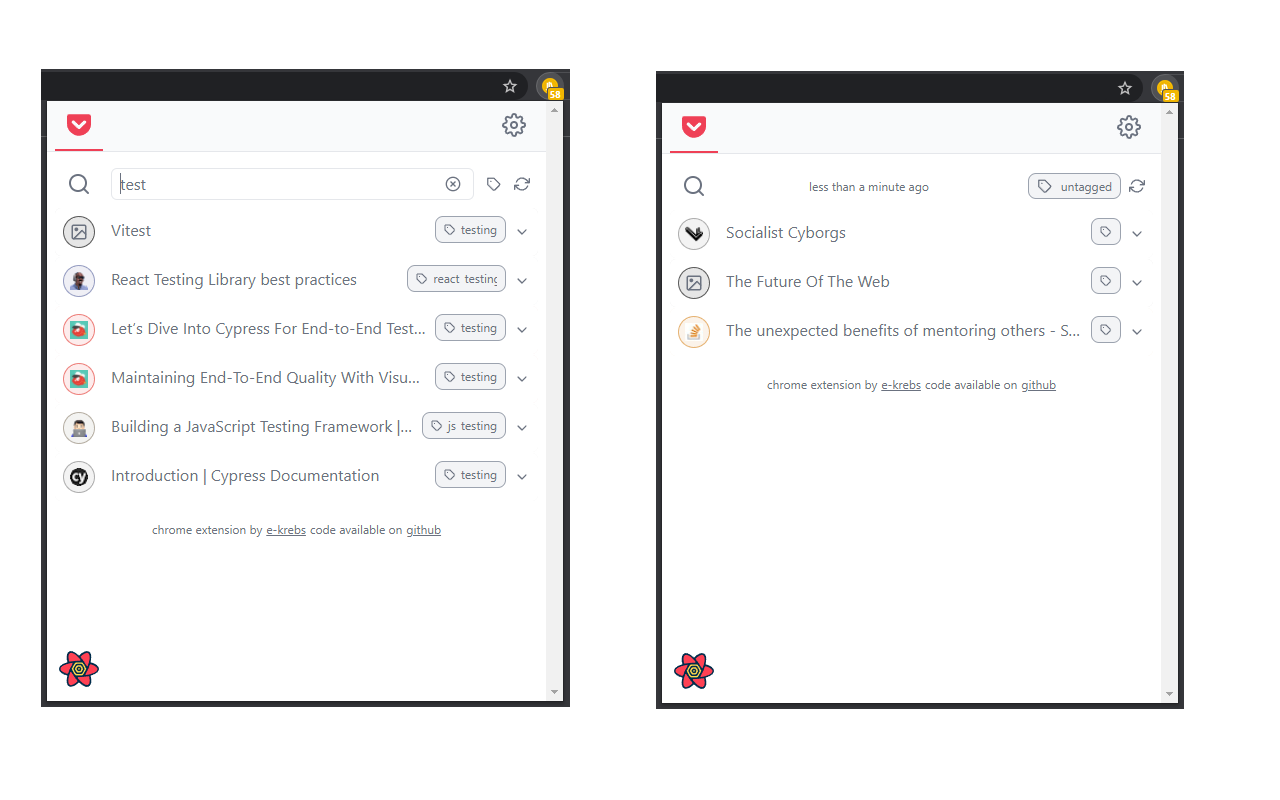 58
test
Vitest testing
React Testing Library best practices react testing
Let's Dive Into Cypress For End-to-End Test... testing
Maintaining End-To-End Quality With Visu... testing
Building a JavaScript Testing Framework |... js testing
Introduction | Cypress Documentation testing
chrome extension by e-krebs code available on github
58
less than a minute ago untagged
Socialist Cyborgs
The Future Of The Web
The unexpected benefits of mentoring others - S...
chrome extension by e-krebs code available on github